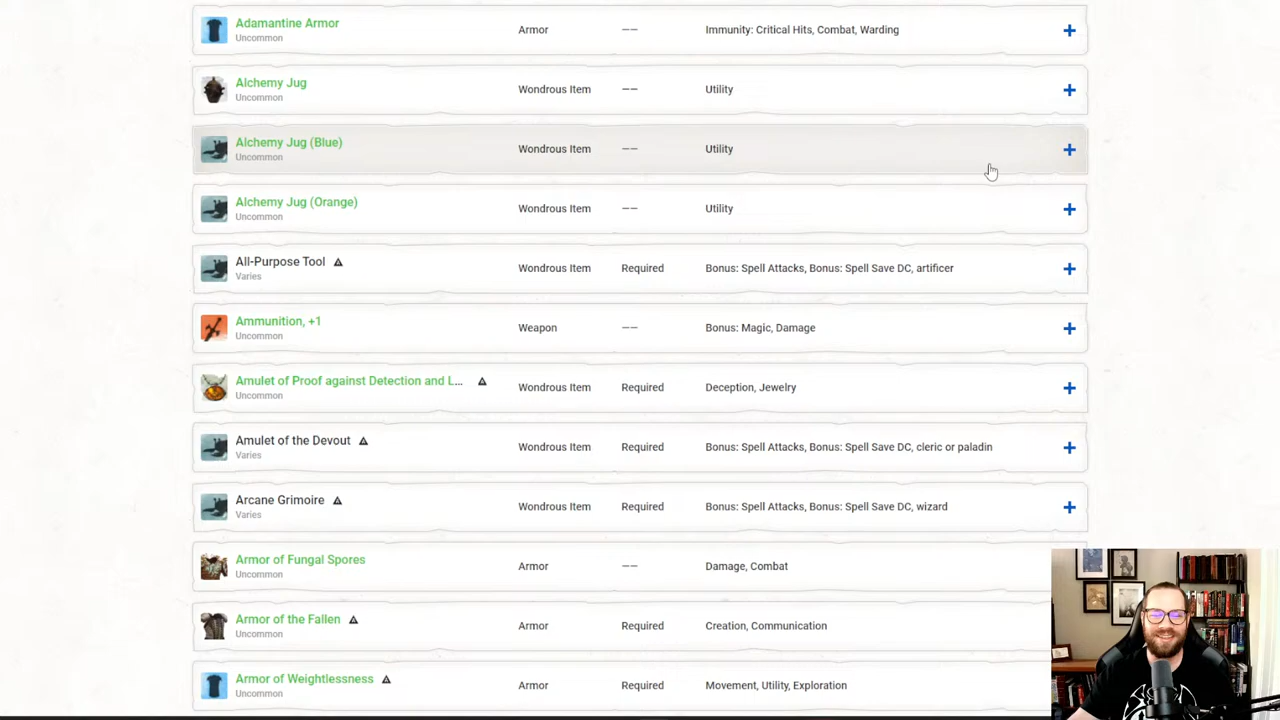 Adamantine Armor
Uncommon
Armor
——
Immunity: Critical Hits, Combat, Warding
Alchemy Jug
Uncommon
Wondrous Item
——
Utility
Alchemy Jug (Blue)
Uncommon
Wondrous Item
——
Utility
Alchemy Jug (Orange)
Uncommon
Wondrous Item
——
Utility
All-Purpose Tool
Varies
Wondrous Item
Required
Bonus: Spell Attacks, Bonus: Spell Save DC, artificer
Ammunition, +1
Uncommon
Weapon
——
Bonus: Magic, Damage
Amulet of Proof against Detection and L...
Uncommon
Wondrous Item
Required
Deception, Jewelry
Amulet of the Devout
Varies
Wondrous Item
Required
Bonus: Spell Attacks, Bonus: Spell Save DC, cleric or paladin
Arcane Grimoire
Varies
Wondrous Item
Required
Bonus: Spell Attacks, Bonus: Spell Save DC, wizard
Armor of Fungal Spores
Uncommon
Armor
——
Damage, Combat
Armor of the Fallen
Uncommon
Armor
Required
Creation, Communication
Armor of Weightlessness
Uncommon
Armor
Required
Movement, Utility, Exploration